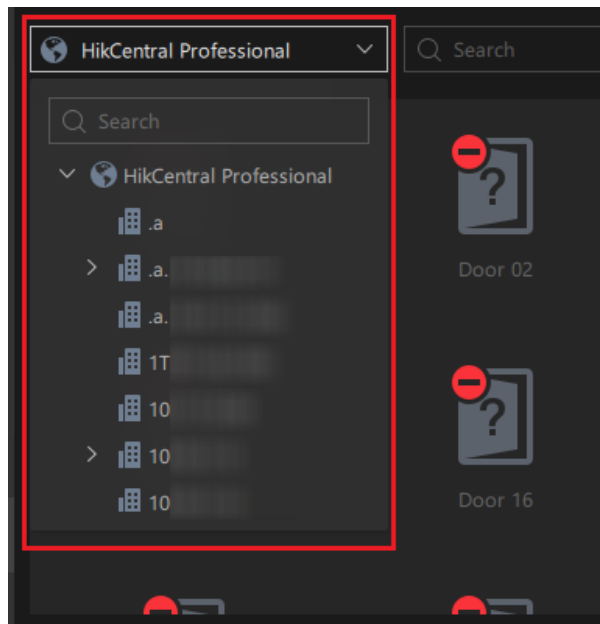 HikCentral Professional
Search
Search
HikCentral Professional
.a
.a.
.a.
1T
10
10
10
?
Door 02
?
Door 16